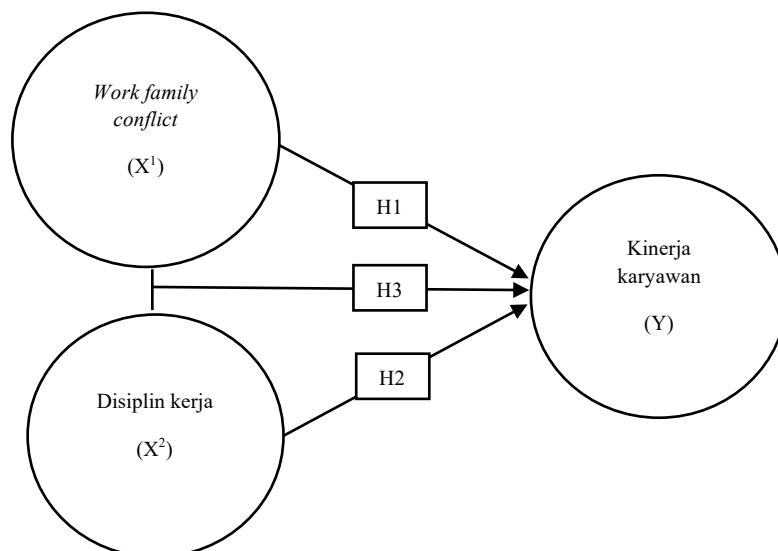 Work family
conflict
(X¹)
H1
Kinerja
karyawan
(Y)
H3
H2
Disiplin kerja
(X²)